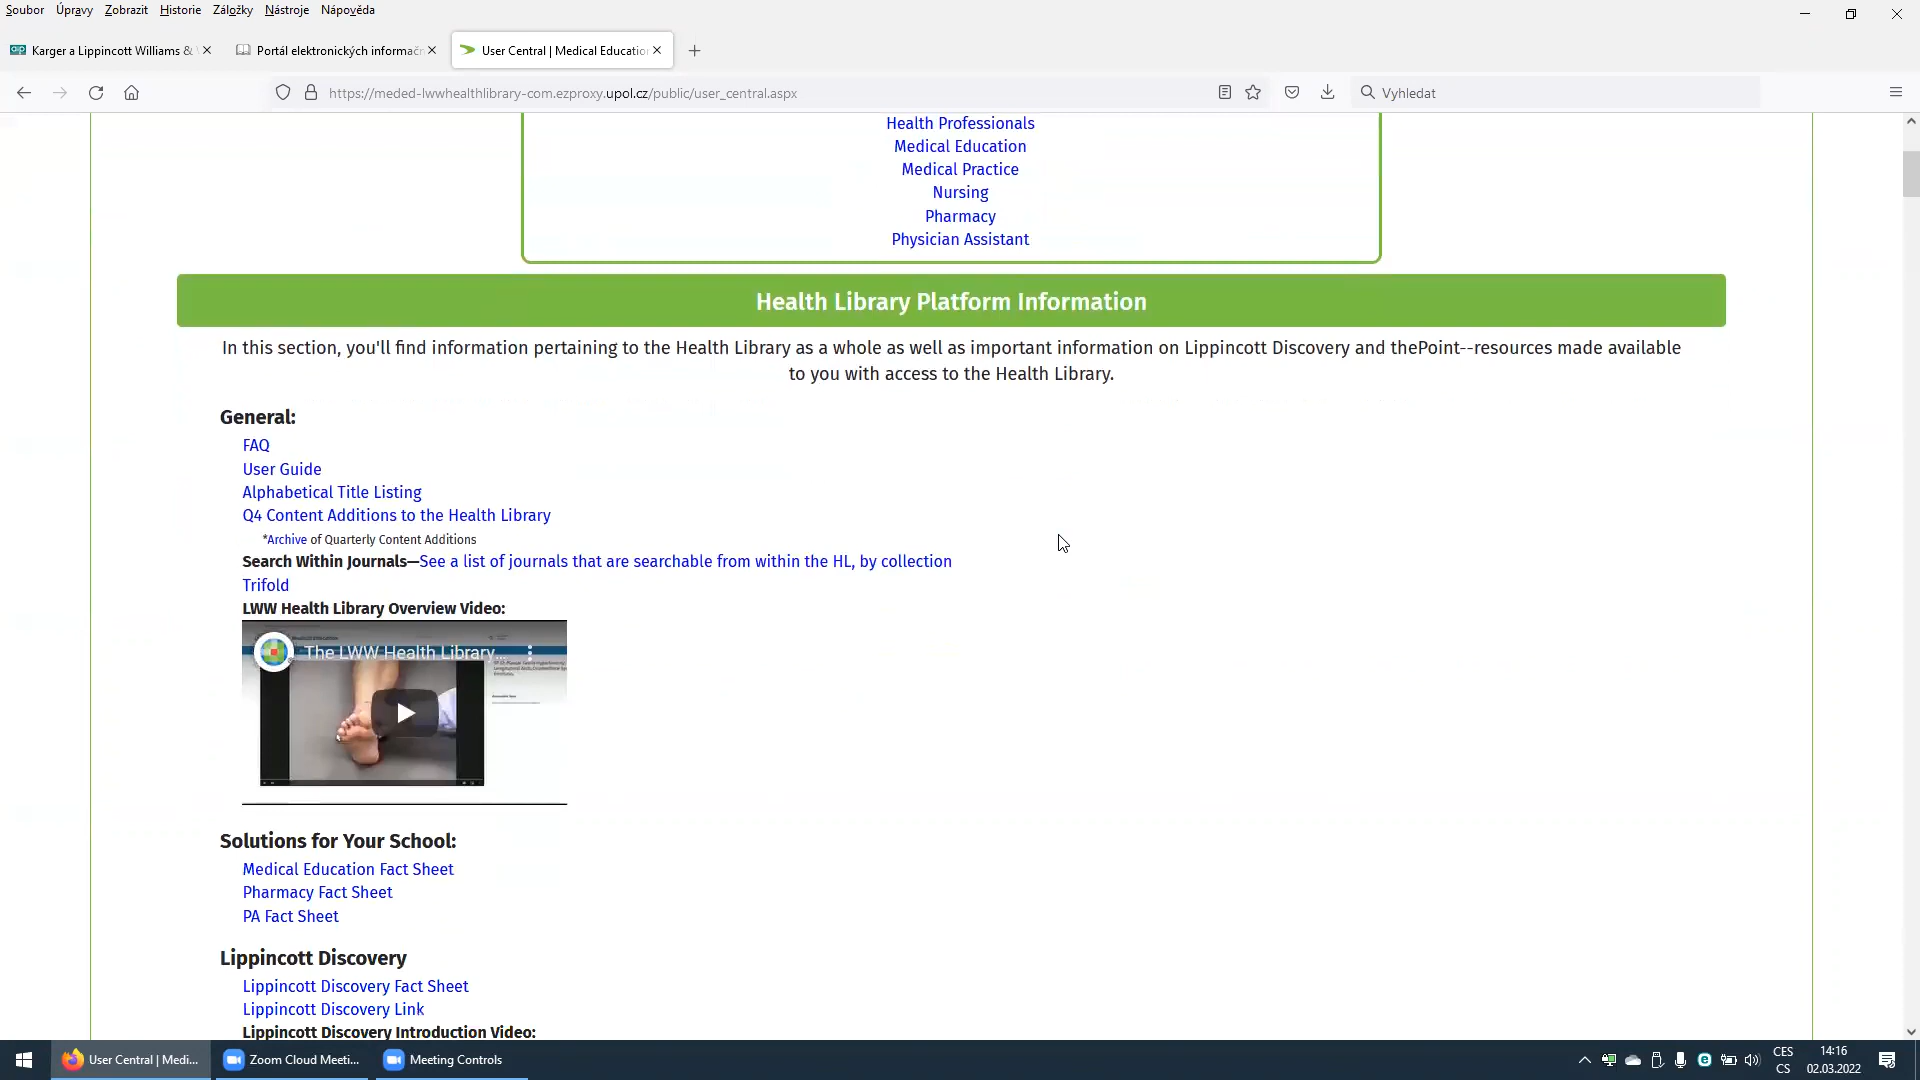 Soubor Úpravy Zobrazit Historie Záložky Nástroje Nápověda
Karger a Lippincott Williams &
Portál elektronických informač
User Central | Medical Educatio
https://meded-lwwhealthlibrary-com.ezproxy.upol.cz/public/user_central.aspx
Vyhledat
Health Professionals
Medical Education
Medical Practice
Nursing
Pharmacy
Physician Assistant
Health Library Platform Information
In this section, you'll find information pertaining to the Health Library as a whole as well as important information on Lippincott Discovery and thePoint--resources made available
to you with access to the Health Library.
General:
FAQ
User Guide
Alphabetical Title Listing
Q4 Content Additions to the Health Library
*Archive of Quarterly Content Additions
Search Within Journals—See a list of journals that are searchable from within the HL, by collection
Trifold
LWW Health Library Overview Video:
The LWW Health Library...
Solutions for Your School:
Medical Education Fact Sheet
Pharmacy Fact Sheet
PA Fact Sheet
Lippincott Discovery
Lippincott Discovery Fact Sheet
Lippincott Discovery Link
Lippincott Discovery Introduction Video:
User Central | Medi...
Zoom Cloud Meeti...
Meeting Controls
CES
CS
14:16
02.03.2022